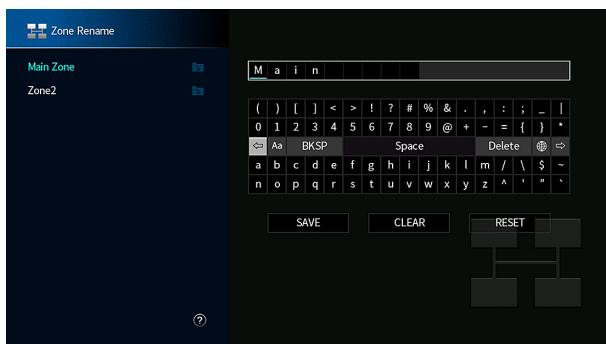 Zone Rename
Main Zone
Zone2
M a i n
( ) [ ] < > ! ? # % & . , : ; _ |
0 1 2 3 4 5 6 7 8 9 @ + - = { } *
⇦ Aa BKSP Space Delete ⇨
a b c d e f g h i j k l m / \ $ ~
n o p q r s t u v w x y z ^ ' " `
SAVE CLEAR RESET
?